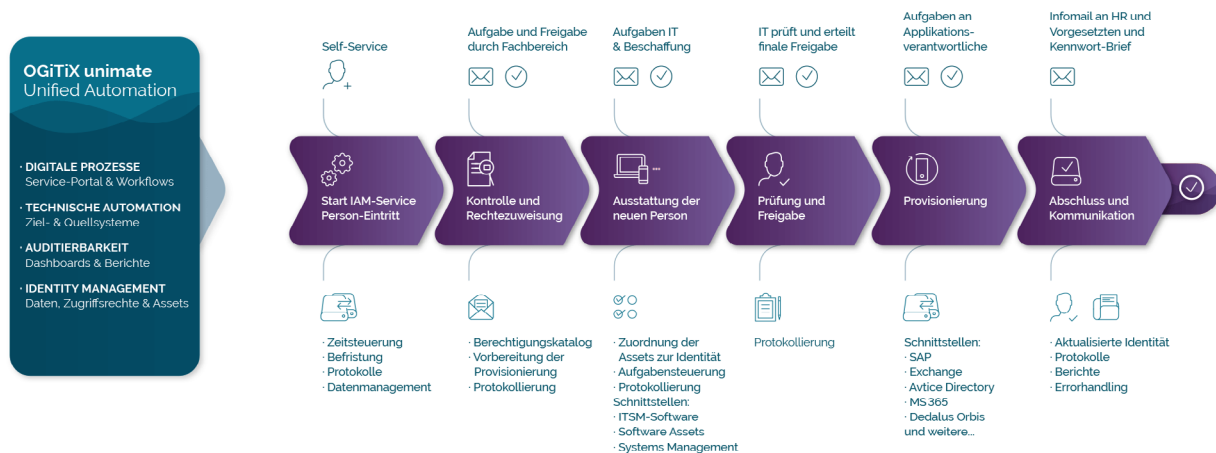 OGiTiX unimate
Unified Automation
· DIGITALE PROZESSE
Service-Portal & Workflows
· TECHNISCHE AUTOMATION
Ziel- & Quellsysteme
· AUDITIERBARKEIT
Dashboards & Berichte
· IDENTITY MANAGEMENT
Daten, Zugriffsrechte & Assets
Self-Service
Aufgabe und Freigabe
durch Fachbereich
Aufgaben IT
& Beschaffung
IT prüft und erteilt
finale Freigabe
Aufgaben an
Applikations-
verantwortliche
Infomail an HR und
Vorgesetzten und
Kennwort-Brief
Start IAM-Service
Person-Eintritt
Kontrolle und
Rechtezuweisung
Ausstattung der
neuen Person
Prüfung und
Freigabe
Provisionierung
Abschluss und
Kommunikation
· Zeitsteuerung
· Befristung
· Protokolle
· Datenmanagement
· Berechtigungskatalog
· Vorbereitung der
Provisionierung
· Protokollierung
· Zuordnung der
Assets zur Identität
· Aufgabensteuerung
· Protokollierung
Schnittstellen:
· ITSM-Software
· Software Assets
· Systems Management
Protokollierung
Schnittstellen:
· SAP
· Exchange
· Avtice Directory
· MS 365
· Dedalus Orbis
und weitere...
· Aktualisierte Identität
· Protokolle
· Berichte
· Errorhandling